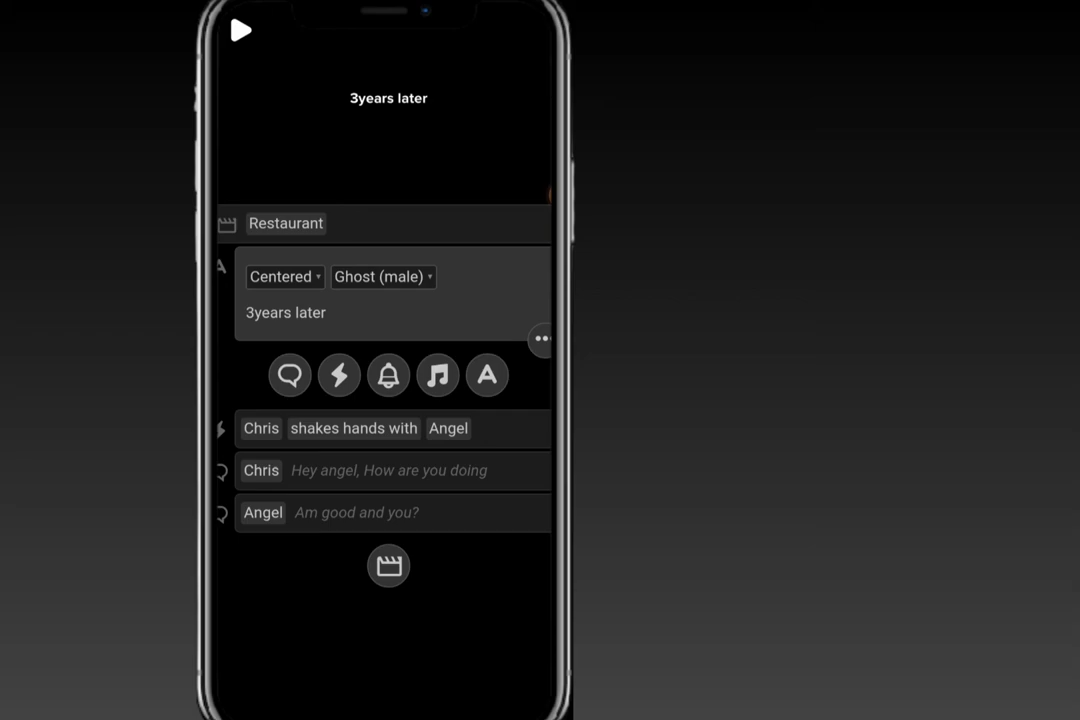 3years later
Restaurant
Centered Ghost (male)
3years later
Chris shakes hands with Angel
Chris Hey angel, How are you doing
Angel Am good and you?